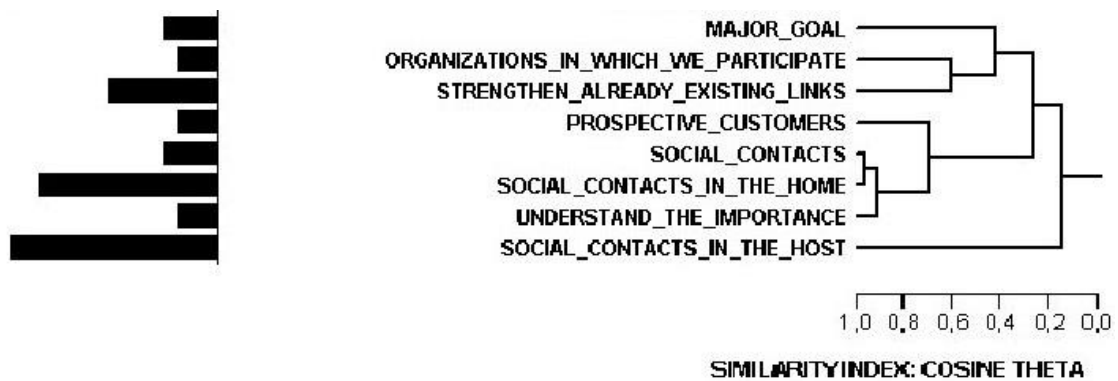 MAJOR_GOAL
ORGANIZATIONS_IN_WHICH_WE_PARTICIPATE
STRENGTHEN_ALREADY_EXISTING_LINKS
PROSPECTIVE_CUSTOMERS
SOCIAL_CONTACTS
SOCIAL_CONTACTS_IN_THE_HOME
UNDERSTAND_THE_IMPORTANCE
SOCIAL_CONTACTS_IN_THE_HOST
1,0 0,8 0,6 0,4 0,2 0,0
SIMILARITY INDEX: COSINE THETA